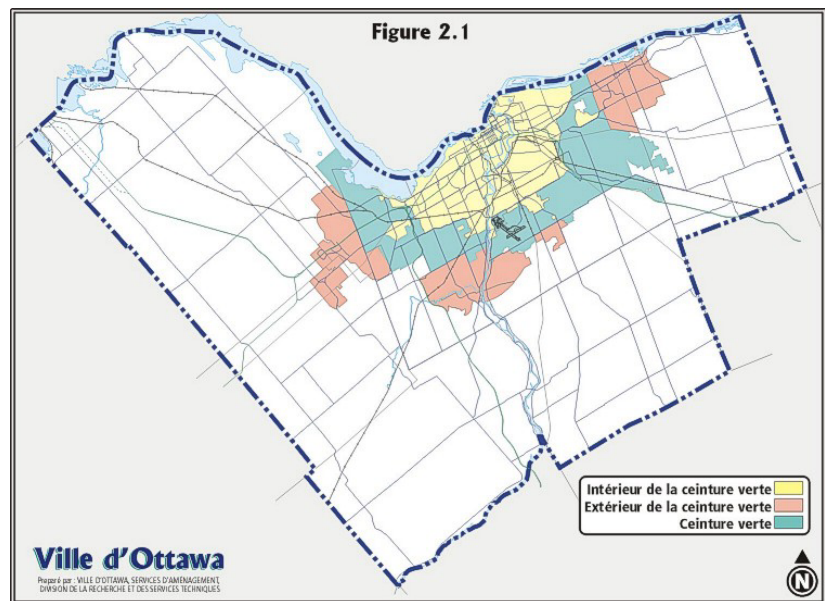 Figure 2.1
Intérieur de la ceinture verte
Extérieur de la ceinture verte
Ceinture verte
Ville d'Ottawa
Preparé par : VILLE D'OTTAWA, SERVICES D'AMÉNAGEMENT,
DIVISION DE LA RECHERCHE ET DES SERVICES TECHNIQUES
N